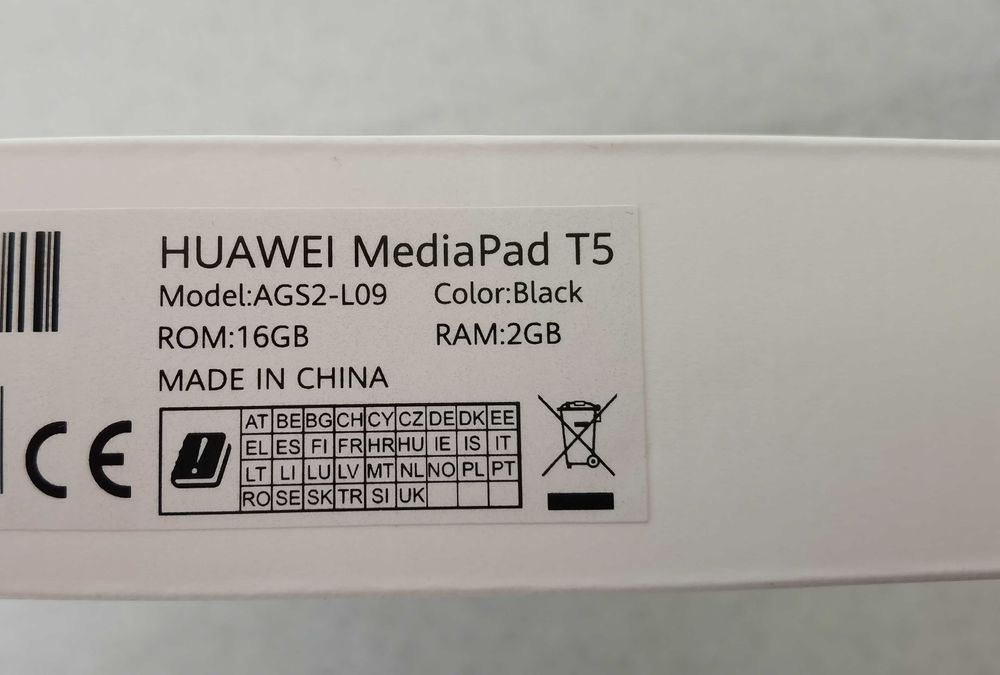 HUAWEI MediaPad T5
Model:AGS2-L09 Color:Black
ROM:16GB RAM:2GB
MADE IN CHINA
CE
AT BE BG CH CY CZ DE DK EE
EL ES FI FR HR HU IE IS IT
LT LI LU LV MT NL NO PL PT
RO SE SK TR SI UK